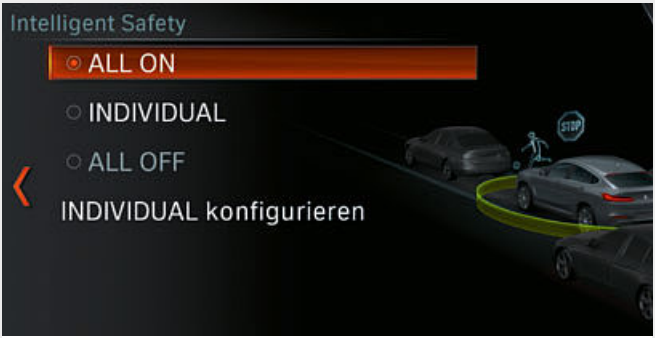 Intelligent Safety
ALL ON
INDIVIDUAL
STOP
ALL OFF
INDIVIDUAL konfigurieren